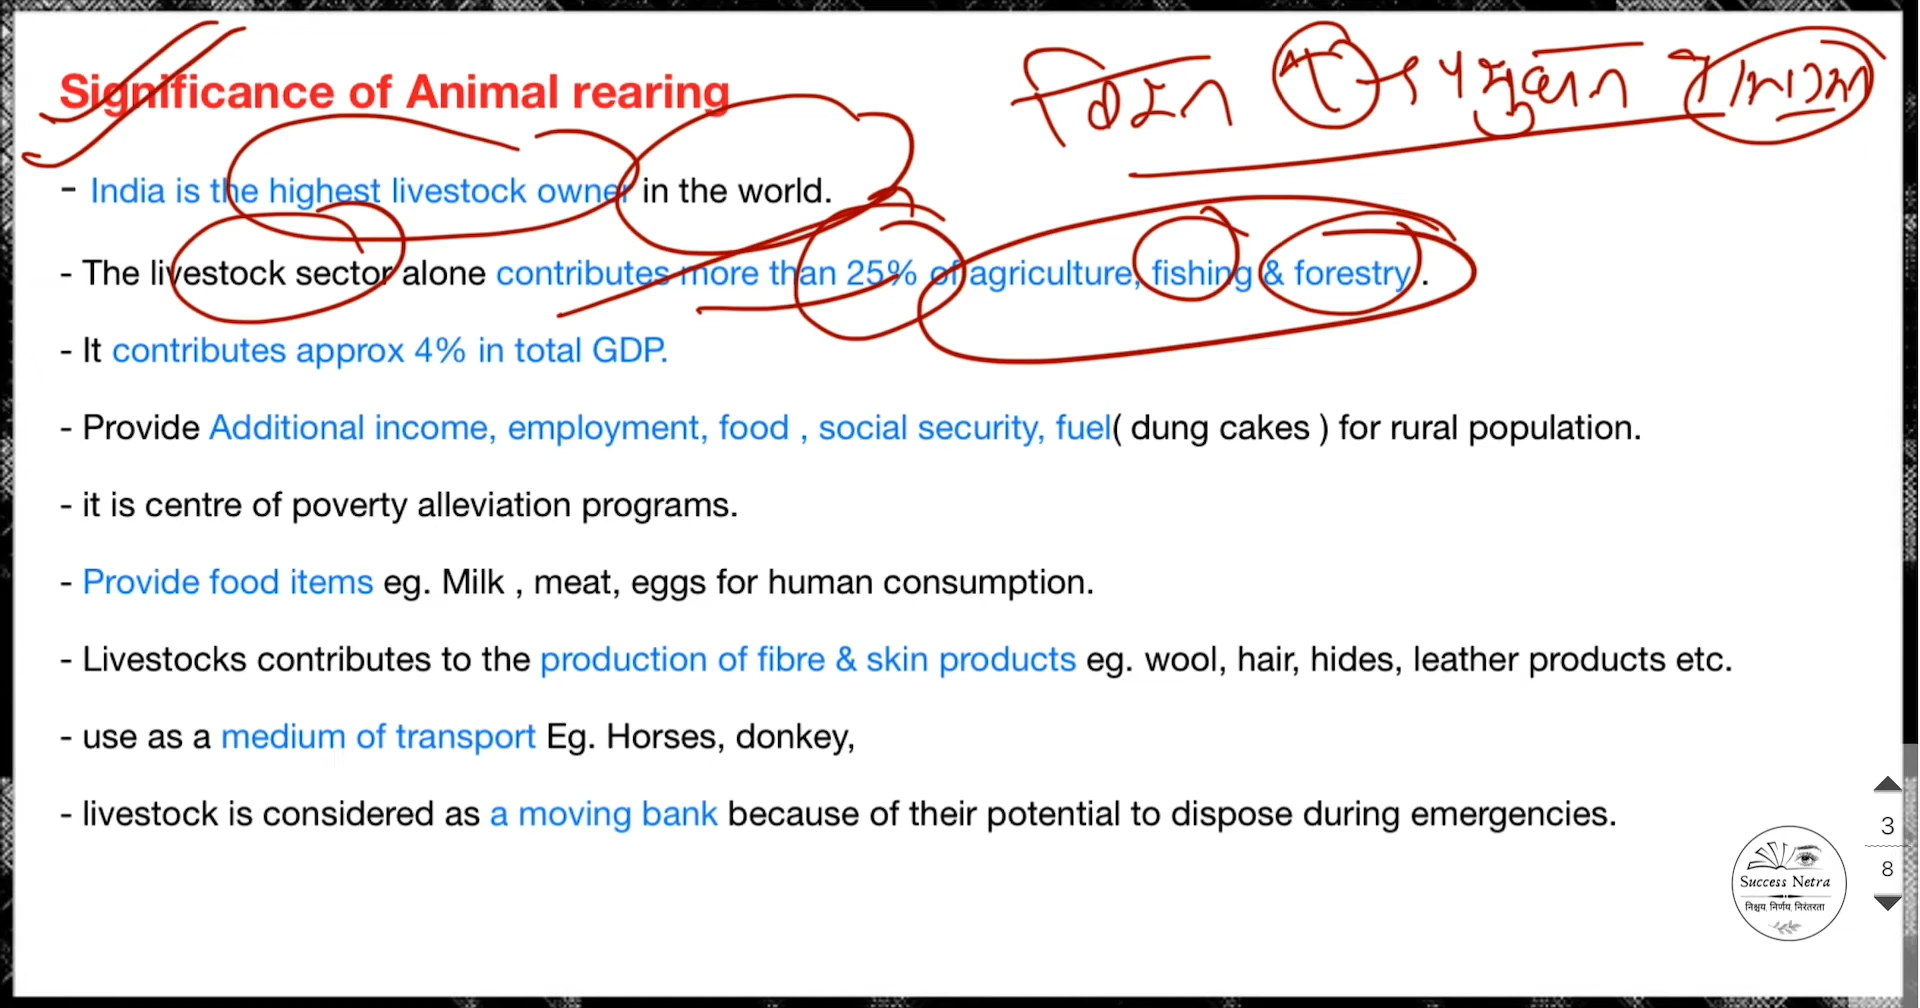 Significance of Animal rearing
- India is the highest livestock owner in the world.
- The livestock sector alone contributes more than 25% of agriculture, fishing & forestry .
- It contributes approx 4% in total GDP.
- Provide Additional income, employment, food , social security, fuel( dung cakes ) for rural population.
- it is centre of poverty alleviation programs.
- Provide food items eg. Milk , meat, eggs for human consumption.
- Livestocks contributes to the production of fibre & skin products eg. wool, hair, hides, leather products etc.
- use as a medium of transport Eg. Horses, donkey,
- livestock is considered as a moving bank because of their potential to dispose during emergencies.
3
8
Success Netra
निश्चय, निर्णय, निरंतरता